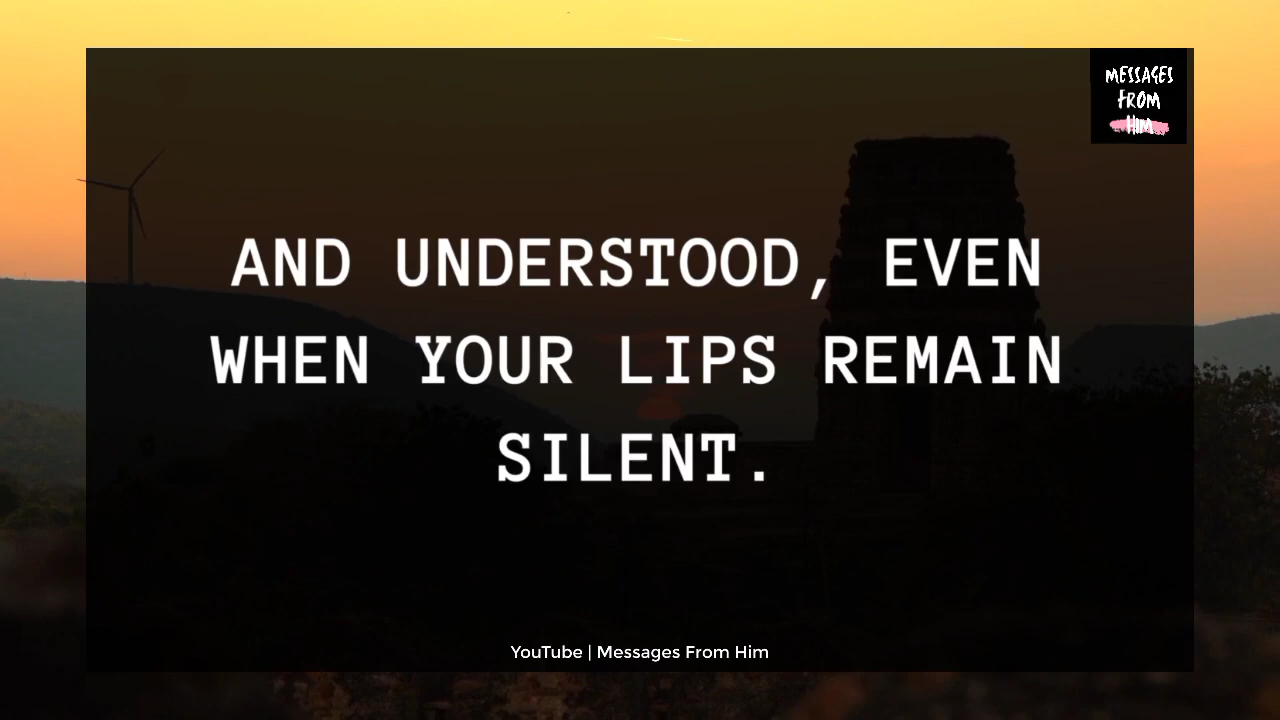 MESSAGES
FROM
HIM
AND UNDERSTOOD, EVEN
WHEN YOUR LIPS REMAIN
SILENT.
YouTube | Messages From Him